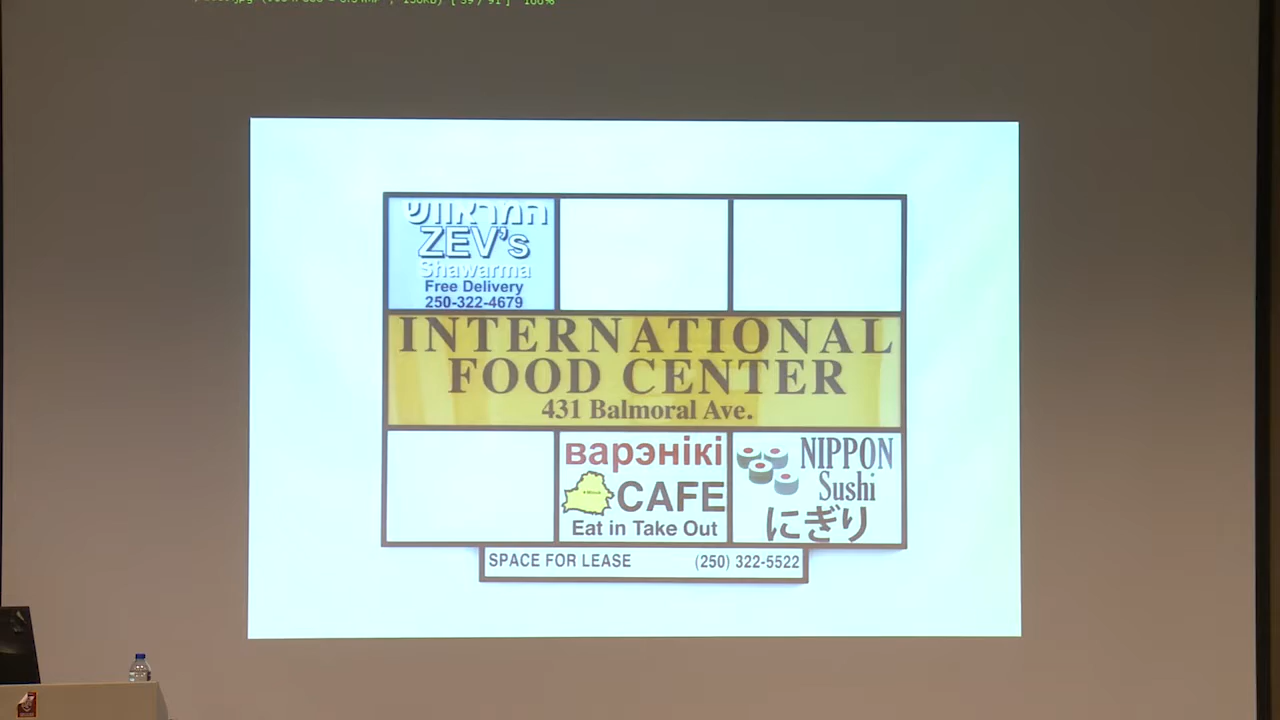 המראווש
ZEV's
Shawarma
Free Delivery
250-322-4679
INTERNATIONAL
FOOD CENTER
431 Balmoral Ave.
варэнікі
CAFE
Eat in Take Out
NIPPON
Sushi
にぎり
SPACE FOR LEASE (250) 322-5522